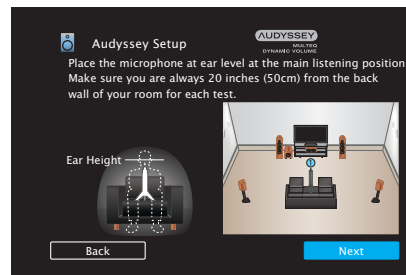 Audyssey Setup
AUDYSSEY
MULTEQ
DYNAMIC VOLUME
Place the microphone at ear level at the main listening position
Make sure you are always 20 inches (50cm) from the back
wall of your room for each test.
Ear Height
Back
Next